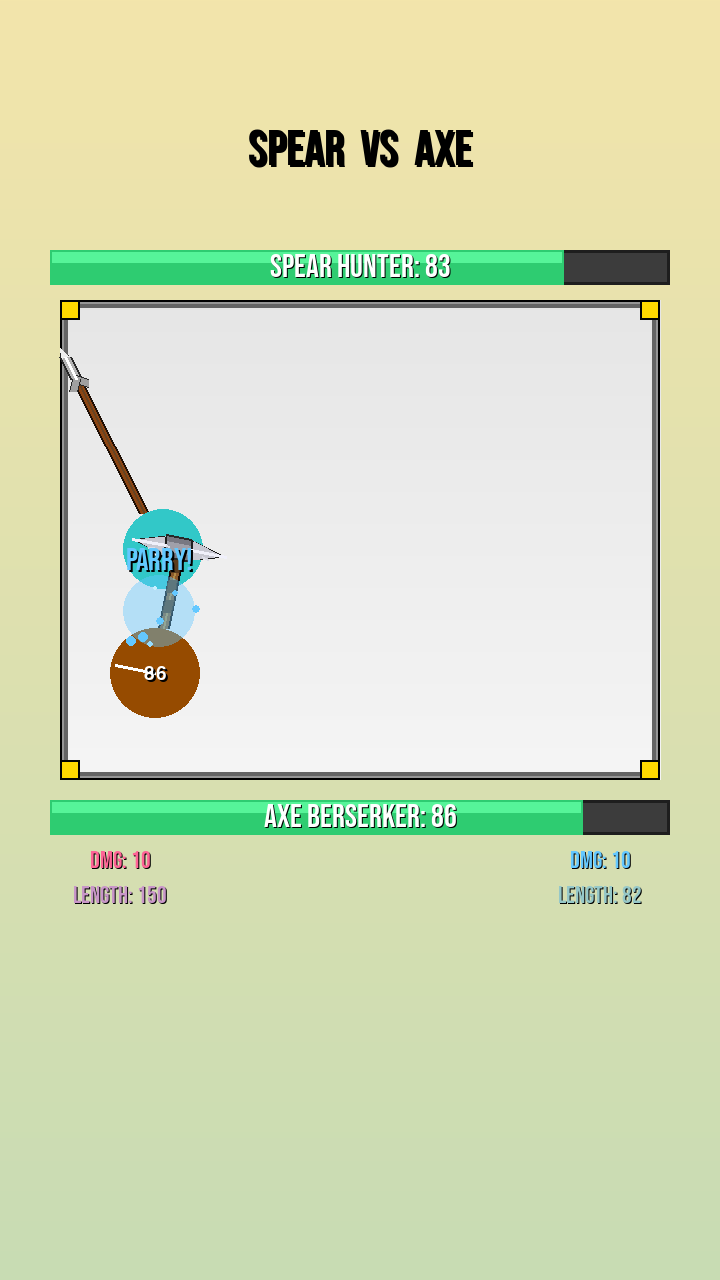 SPEAR VS AXE
SPEAR HUNTER: 83
PARRY!
86
AXE BERSERKER: 86
DMG: 10
DMG: 10
LENGTH: 150
LENGTH: 82